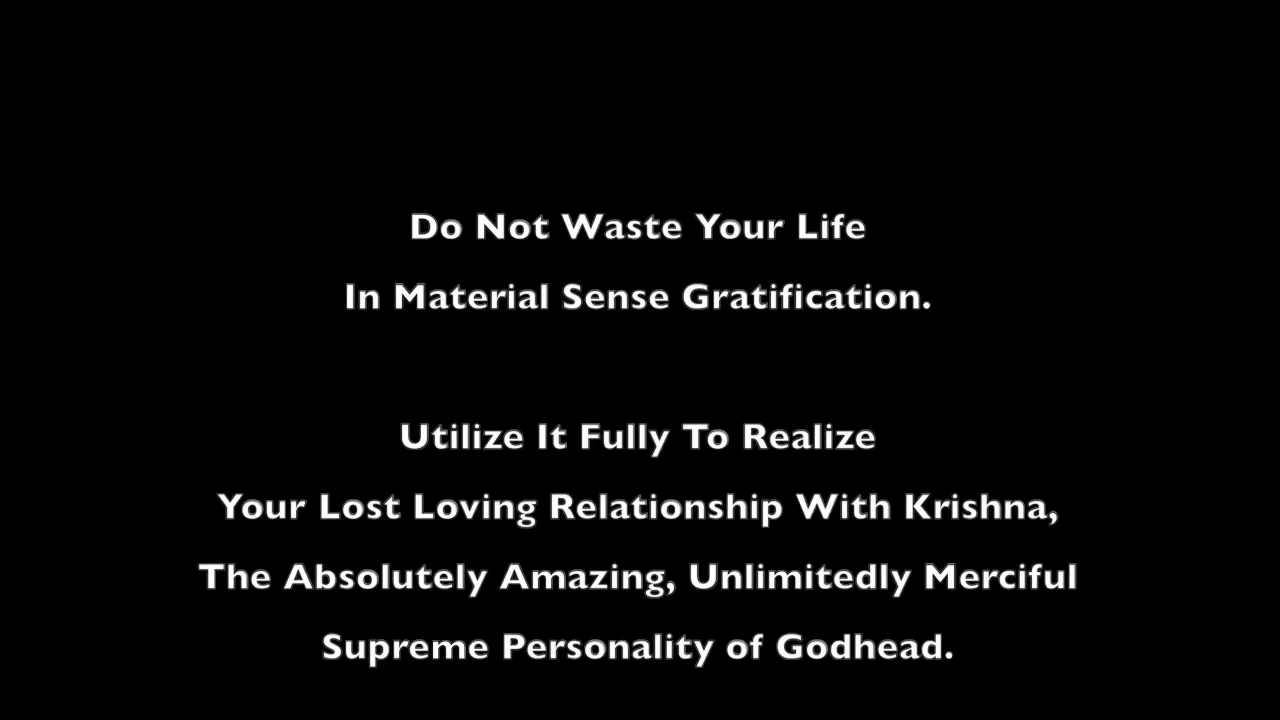 Do Not Waste Your Life
In Material Sense Gratification.
Utilize It Fully To Realize
Your Lost Loving Relationship With Krishna,
The Absolutely Amazing, Unlimitedly Merciful
Supreme Personality of Godhead.